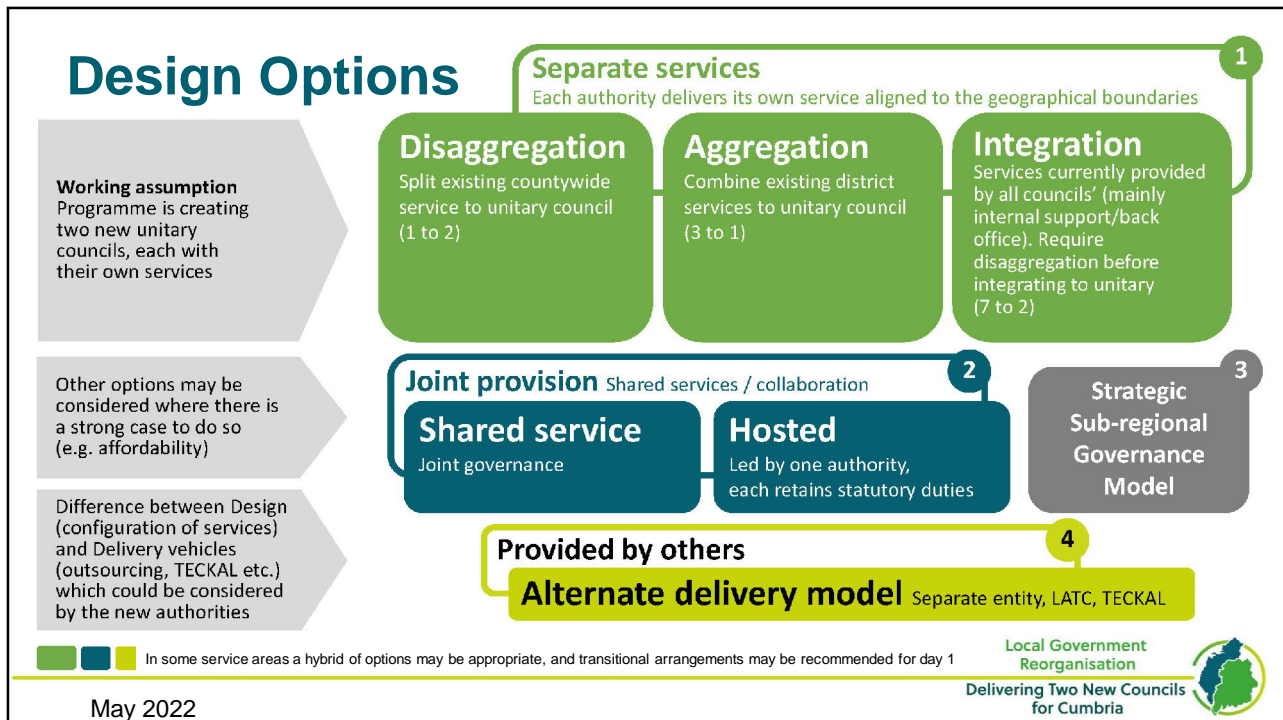 Design Options
Separate services
1
Each authority delivers its own service aligned to the geographical boundaries
Working assumption
Programme is creating
two new unitary
councils, each with
their own services
Disaggregation
Split existing countywide
service to unitary council
(1 to 2)
Aggregation
Combine existing district
services to unitary council
(3 to 1)
Integration
Services currently provided
by all councils’ (mainly
internal support/back
office). Require
disaggregation before
integrating to unitary
(7 to 2)
Other options may be
considered where there is
a strong case to do so
(e.g. affordability)
Joint provision Shared services / collaboration
2
Shared service
Joint governance
Hosted
Led by one authority,
each retains statutory duties
3
Strategic
Sub-regional
Governance
Model
Difference between Design
(configuration of services)
and Delivery vehicles
(outsourcing, TECKAL etc.)
which could be considered
by the new authorities
Provided by others
4
Alternate delivery model Separate entity, LATC, TECKAL
In some service areas a hybrid of options may be appropriate, and transitional arrangements may be recommended for day 1
May 2022
Local Government
Reorganisation
Delivering Two New Councils
for Cumbria